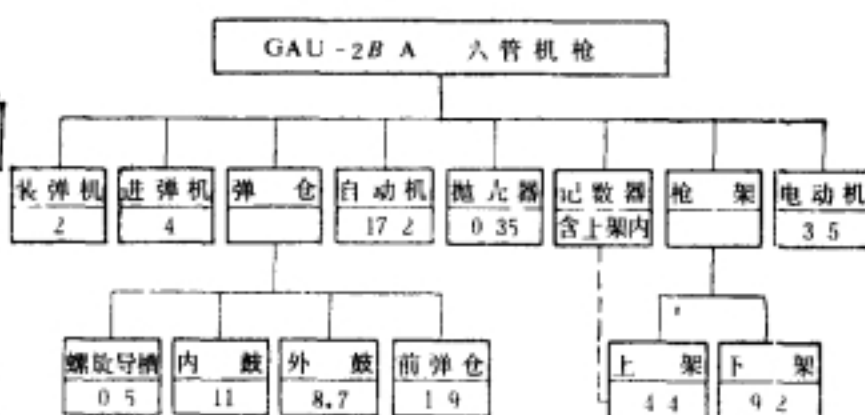 GAU-2B A 六管机枪
装弹机 进弹机 弹仓 自动机 抛壳器 记数器 枪架 电动机
2 4 17 2 0 35 含上架内 3 5
螺旋导槽 内鼓 外鼓 前弹仓 上架 下架
0 5 11 8.7 1 9 4 4 9 2